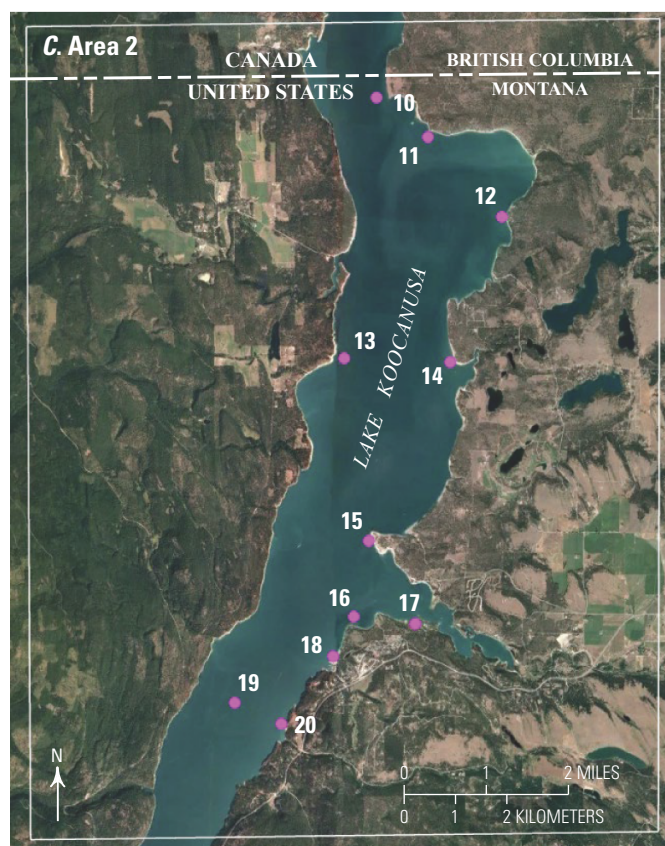 C. Area 2
CANADA
BRITISH COLUMBIA
UNITED STATES
MONTANA
10
11
12
13
14
LAKE KOOCANUSA
15
16
17
18
19
20
N
0 1 2 MILES
0 1 2 KILOMETERS